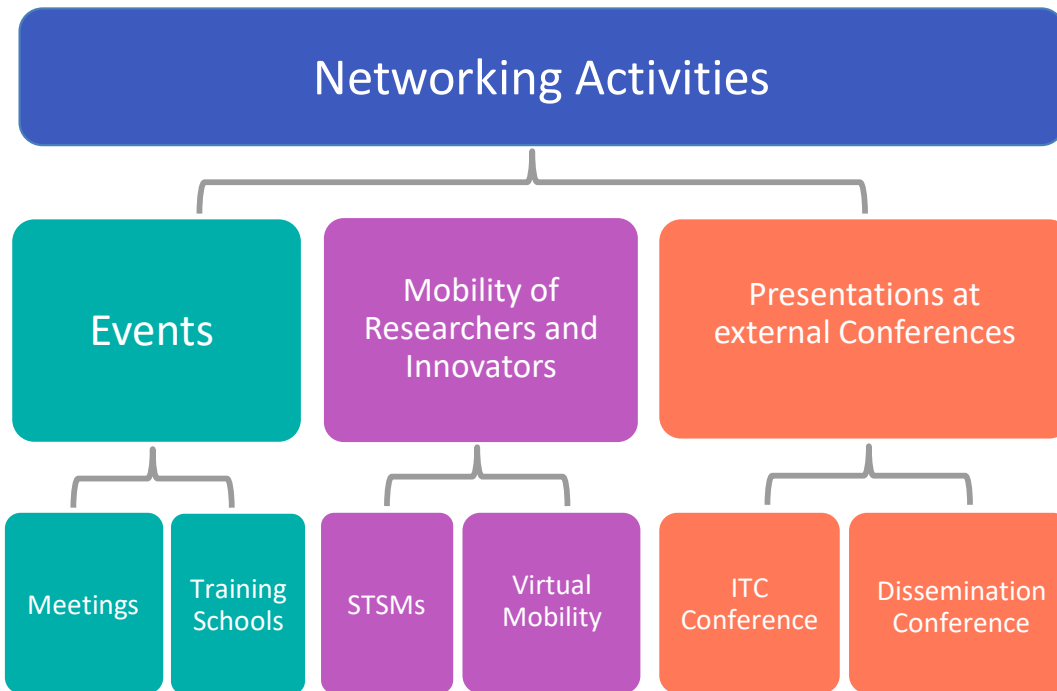 Networking Activities
Events
Mobility of
Researchers and
Innovators
Presentations at
external Conferences
Meetings
Training
Schools
STSMs
Virtual
Mobility
ITC
Conference
Dissemination
Conference